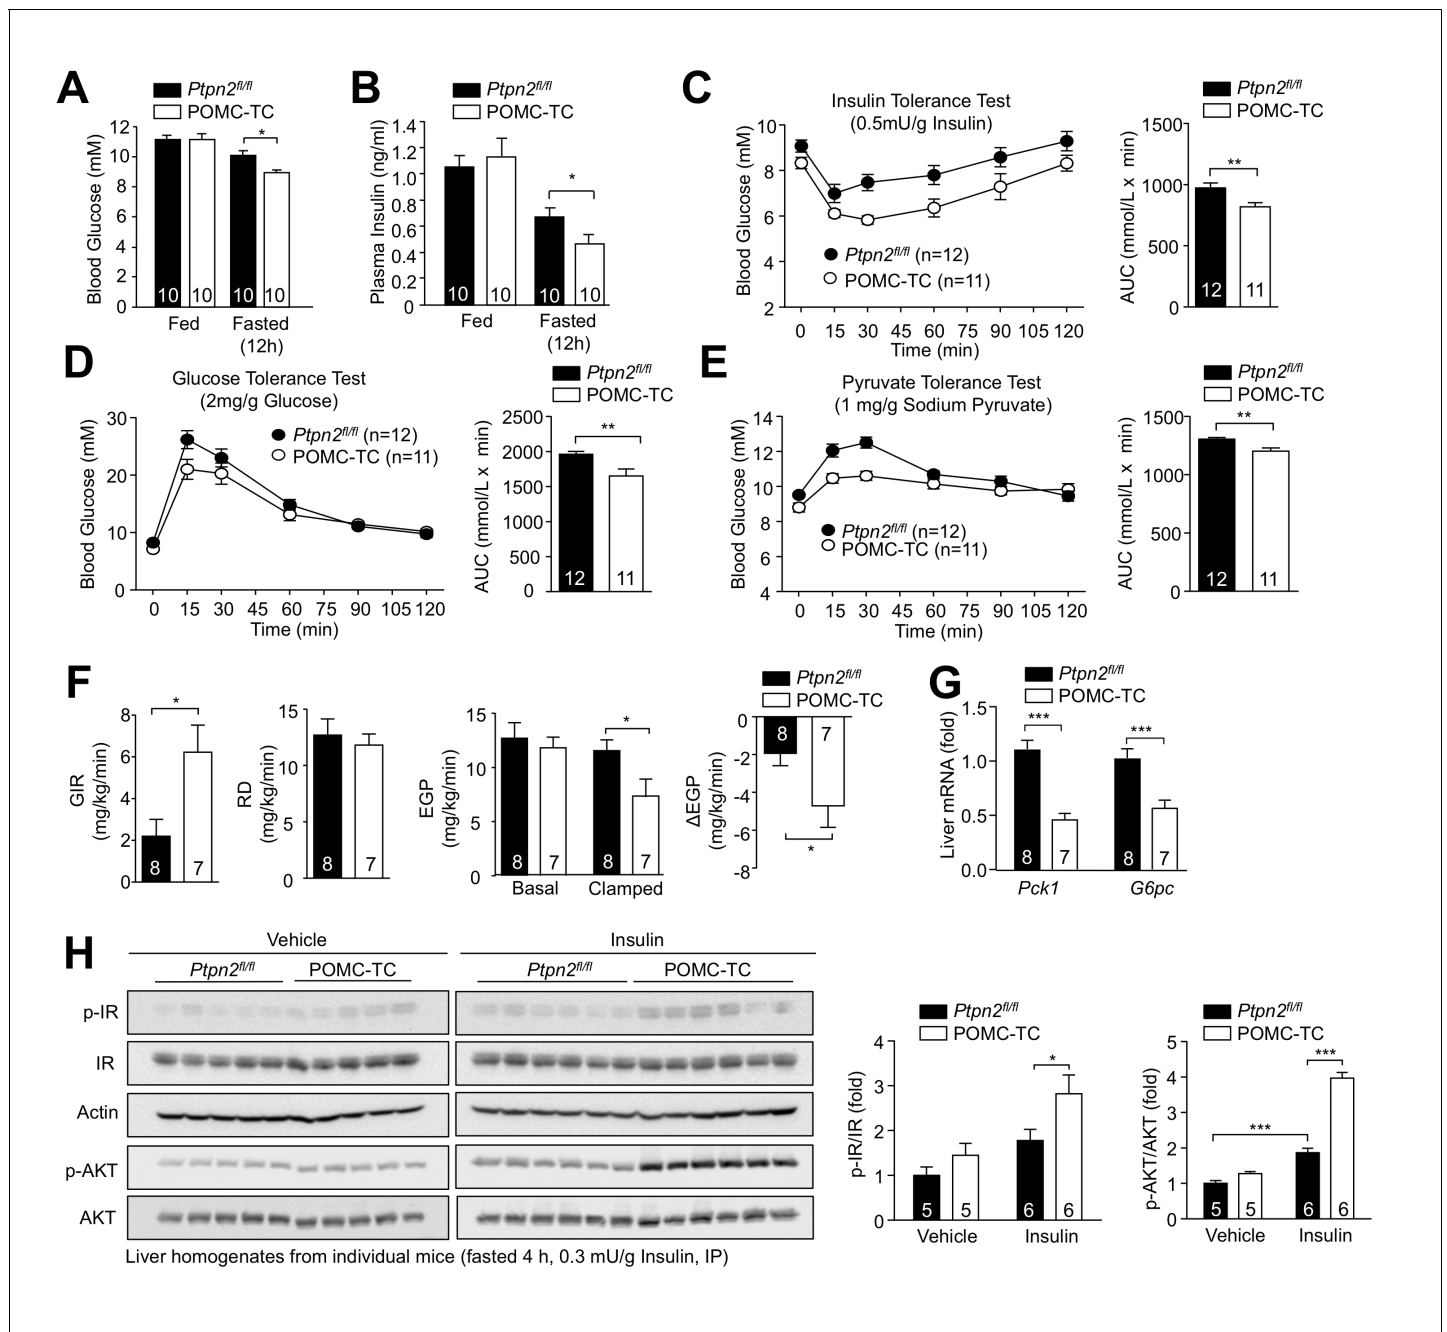 A
Ptpn2fl/fl
POMC-TC
Blood Glucose (mM)
12
10
8
6
4
2
0
*
10
10
10
10
Fed
Fasted
(12h)
B
Ptpn2fl/fl
POMC-TC
Plasma Insulin (ng/ml)
1.4
1.2
1.0
0.8
0.6
0.4
0.2
0
*
10
10
10
10
Fed
Fasted
(12h)
C
Insulin Tolerance Test
(0.5mU/g Insulin)
Blood Glucose (mM)
10
8
6
4
2
Ptpn2fl/fl (n=12)
POMC-TC (n=11)
0 15 30 45 60 75 90 105 120
Time (min)
Ptpn2fl/fl
POMC-TC
AUC (mmol/L x min)
1500
1000
500
0
**
12
11
D
Glucose Tolerance Test
(2mg/g Glucose)
Blood Glucose (mM)
30
20
10
0
Ptpn2fl/fl (n=12)
POMC-TC (n=11)
0 15 30 45 60 75 90 105 120
Time (min)
Ptpn2fl/fl
POMC-TC
AUC (mmol/L x min)
2500
2000
1500
1000
500
0
**
12
11
E
Pyruvate Tolerance Test
(1 mg/g Sodium Pyruvate)
Blood Glucose (mM)
14
12
10
8
6
4
Ptpn2fl/fl (n=12)
POMC-TC (n=11)
0 15 30 45 60 75 90 105 120
Time (min)
Ptpn2fl/fl
POMC-TC
AUC (mmol/L x min)
1500
1000
500
0
**
12
11
F
GIR
(mg/kg/min)
8
6
4
2
0
*
8
7
RD
(mg/kg/min)
15
10
5
0
8
7
EGP
(mg/kg/min)
15
10
5
0
*
8
7
8
7
Basal
Clamped
Ptpn2fl/fl
POMC-TC
ΔEGP
(mg/kg/min)
0
-2
-4
-6
-8
8
7
*
G
Ptpn2fl/fl
POMC-TC
Liver mRNA (fold)
1.5
1.0
0.5
0.0
***
***
8
7
8
7
Pck1
G6pc
H
Vehicle
Insulin
Ptpn2fl/fl
POMC-TC
Ptpn2fl/fl
POMC-TC
p-IR
IR
Actin
p-AKT
AKT
Liver homogenates from individual mice (fasted 4 h, 0.3 mU/g Insulin, IP)
Ptpn2fl/fl
POMC-TC
p-IR/IR (fold)
4
3
2
1
0
*
5
5
6
6
Vehicle
Insulin
Ptpn2fl/fl
POMC-TC
p-AKT/AKT (fold)
5
4
3
2
1
0
***
***
5
5
6
6
Vehicle
Insulin